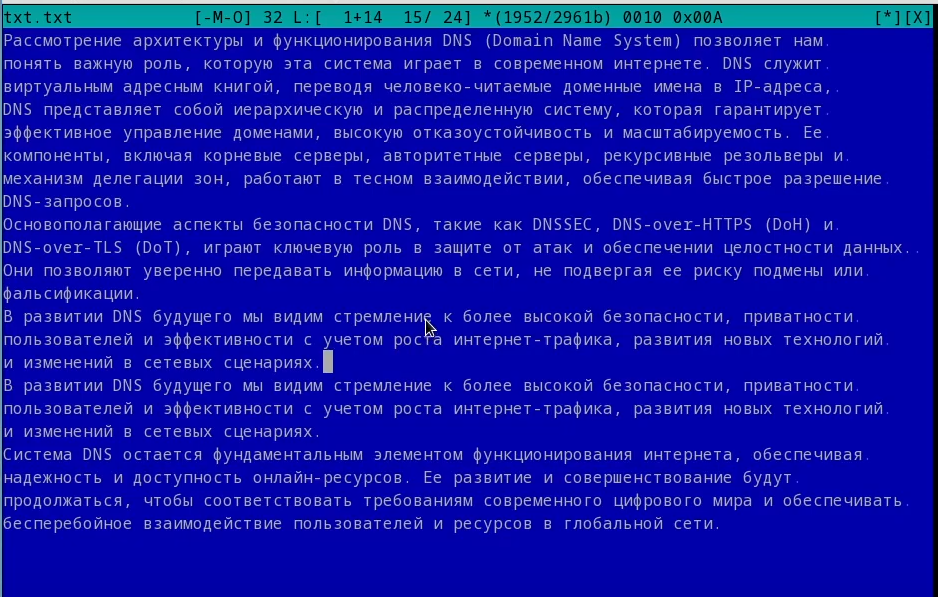 txt.txt [-M-O] 32 L:[ 1+14 15/ 24] *(1952/2961b) 0010 0x00A [*][X]
Рассмотрение архитектуры и функционирования DNS (Domain Name System) позволяет нам.
понять важную роль, которую эта система играет в современном интернете. DNS служит.
виртуальным адресным книгой, переводя человеко-читаемые доменные имена в IP-адреса,.
DNS представляет собой иерархическую и распределенную систему, которая гарантирует.
эффективное управление доменами, высокую отказоустойчивость и масштабируемость. Ее.
компоненты, включая корневые серверы, авторитетные серверы, рекурсивные резольверы и.
механизм делегации зон, работают в тесном взаимодействии, обеспечивая быстрое разрешение.
DNS-запросов.
Основополагающие аспекты безопасности DNS, такие как DNSSEC, DNS-over-HTTPS (DoH) и.
DNS-over-TLS (DoT), играют ключевую роль в защите от атак и обеспечении целостности данных..
Они позволяют уверенно передавать информацию в сети, не подвергая ее риску подмены или.
фальсификации.
В развитии DNS будущего мы видим стремление к более высокой безопасности, приватности.
пользователей и эффективности с учетом роста интернет-трафика, развития новых технологий.
и изменений в сетевых сценариях.
В развитии DNS будущего мы видим стремление к более высокой безопасности, приватности.
пользователей и эффективности с учетом роста интернет-трафика, развития новых технологий.
и изменений в сетевых сценариях.
Система DNS остается фундаментальным элементом функционирования интернета, обеспечивая.
надежность и доступность онлайн-ресурсов. Ее развитие и совершенствование будут.
продолжаться, чтобы соответствовать требованиям современного цифрового мира и обеспечивать.
бесперебойное взаимодействие пользователей и ресурсов в глобальной сети.